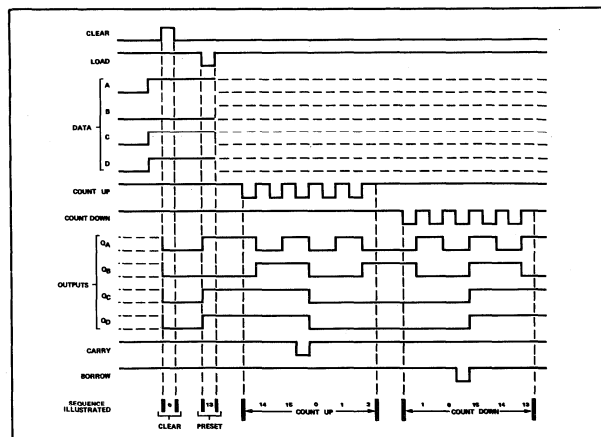 CLEAR
LOAD
A
B
DATA
C
D
COUNT UP
COUNT DOWN
QA
QB
OUTPUTS
QC
QD
CARRY
BORROW
SEQUENCE ILLUSTRATED
0 13 14 15 0 1 2 1 0 15 14 13
CLEAR PRESET COUNT UP COUNT DOWN